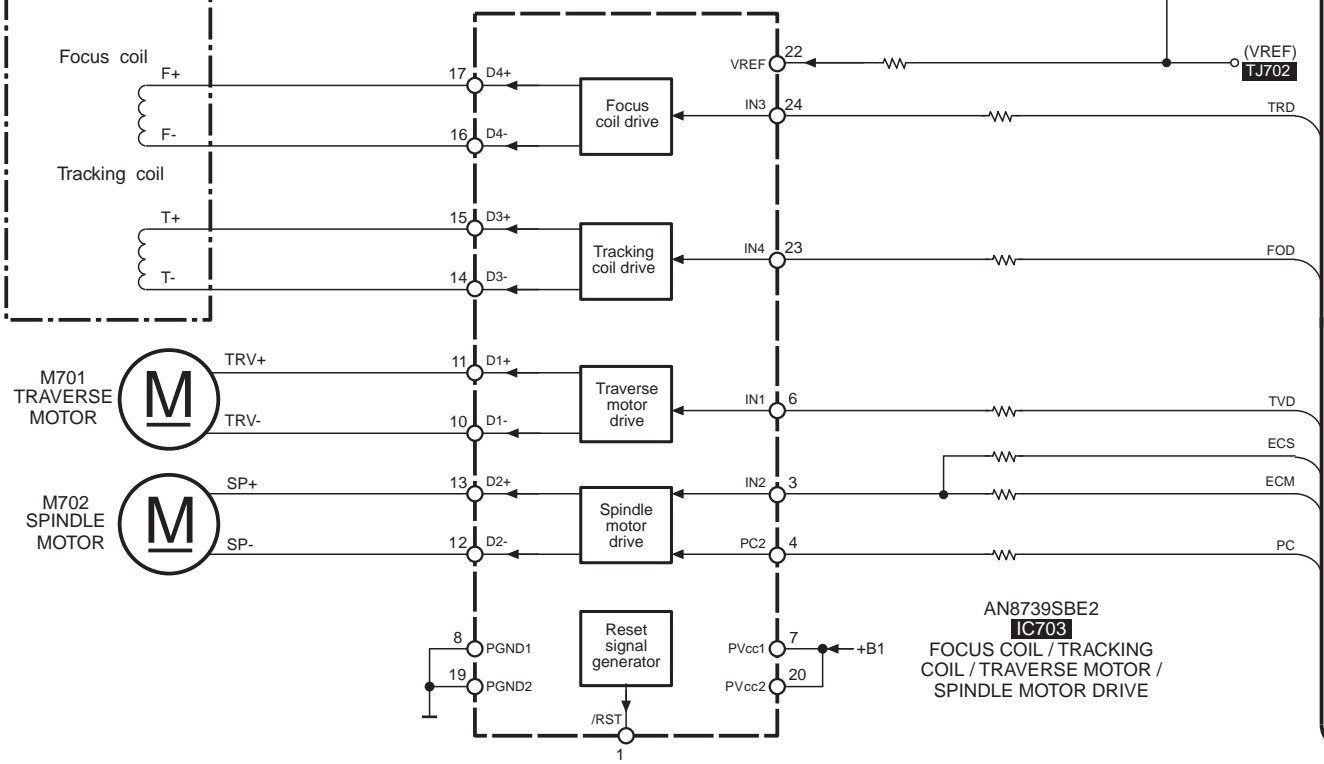 Focus coil
F+
F-
Tracking coil
T+
T-
M701
TRAVERSE
MOTOR
M
TRV+
TRV-
M702
SPINDLE
MOTOR
M
SP+
SP-
17 D4+
16 D4-
15 D3+
14 D3-
11 D1+
10 D1-
13 D2+
12 D2-
8 PGND1
19 PGND2
Focus
coil drive
Tracking
coil drive
Traverse
motor
drive
Spindle
motor
drive
Reset
signal
generator
/RST
1
VREF 22
IN3 24
IN4 23
IN1 6
IN2 3
PC2 4
PVcc1 7
PVcc2 20
+B1
(VREF)
TJ702
TRD
FOD
TVD
ECS
ECM
PC
AN8739SBE2
IC703
FOCUS COIL / TRACKING
COIL / TRAVERSE MOTOR /
SPINDLE MOTOR DRIVE